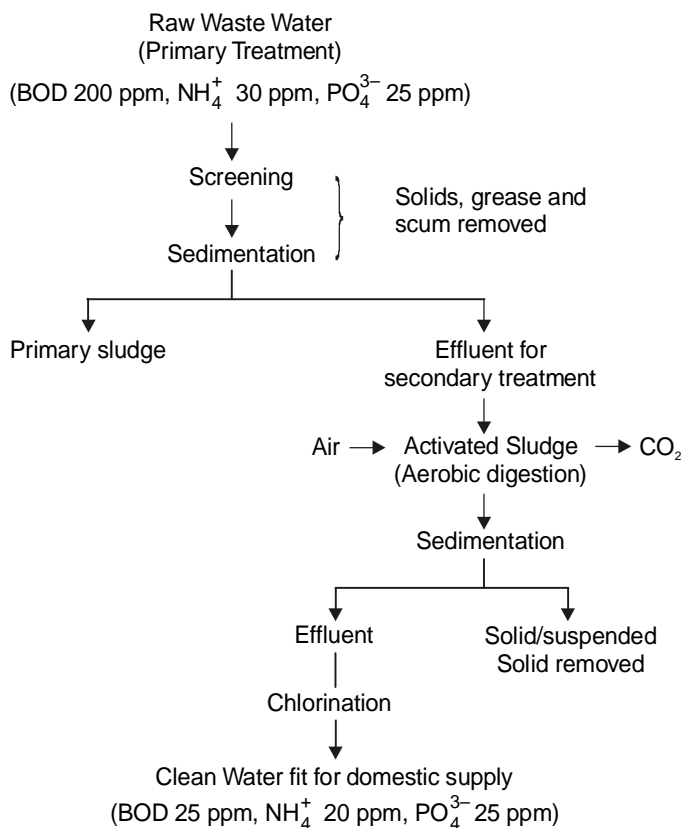 Raw Waste Water
(Primary Treatment)
(BOD 200 ppm, NH₄⁺ 30 ppm, PO₄³⁻ 25 ppm)
Screening
Solids, grease and
scum removed
Sedimentation
Primary sludge
Effluent for
secondary treatment
Air
Activated Sludge
(Aerobic digestion)
CO₂
Sedimentation
Effluent
Solid/suspended
Solid removed
Chlorination
Clean Water fit for domestic supply
(BOD 25 ppm, NH₄⁺ 20 ppm, PO₄³⁻ 25 ppm)